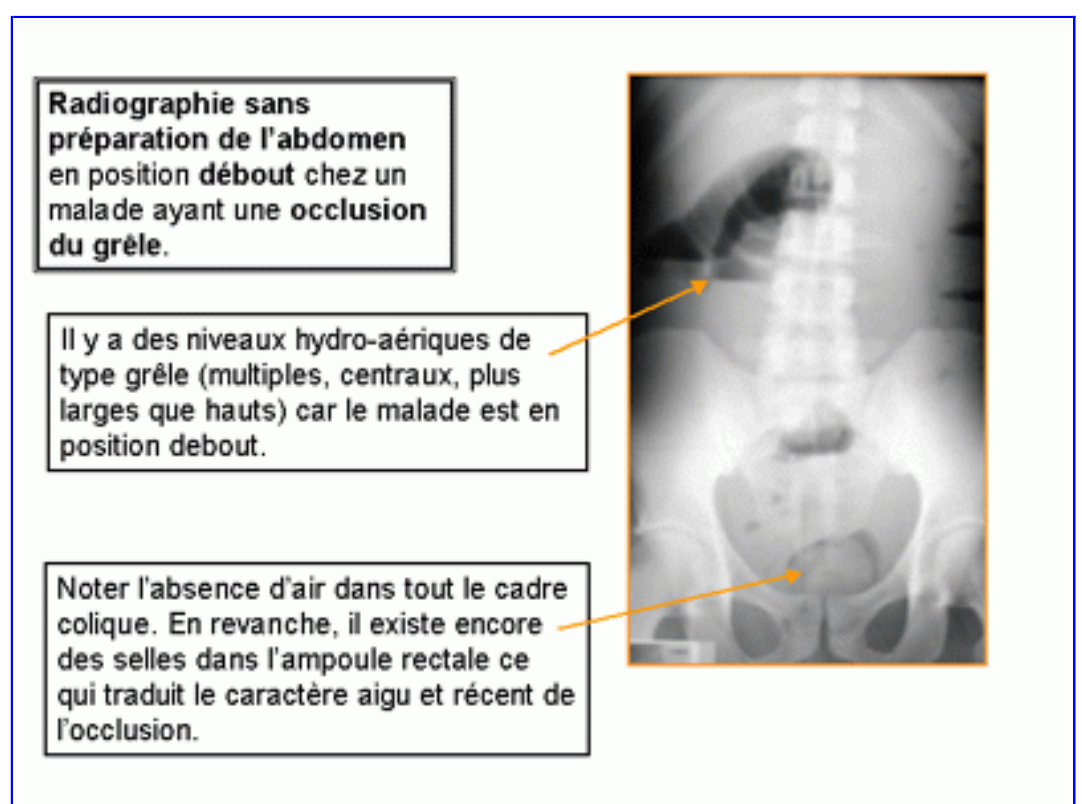 Radiographie sans
préparation de l'abdomen
en position débout chez un
malade ayant une occlusion
du grêle.
Il y a des niveaux hydro-aériques de
type grêle (multiples, centraux, plus
larges que hauts) car le malade est en
position debout.
Noter l'absence d'air dans tout le cadre
colique. En revanche, il existe encore
des selles dans l'ampoule rectale ce
qui traduit le caractère aigu et récent de
l'occlusion.